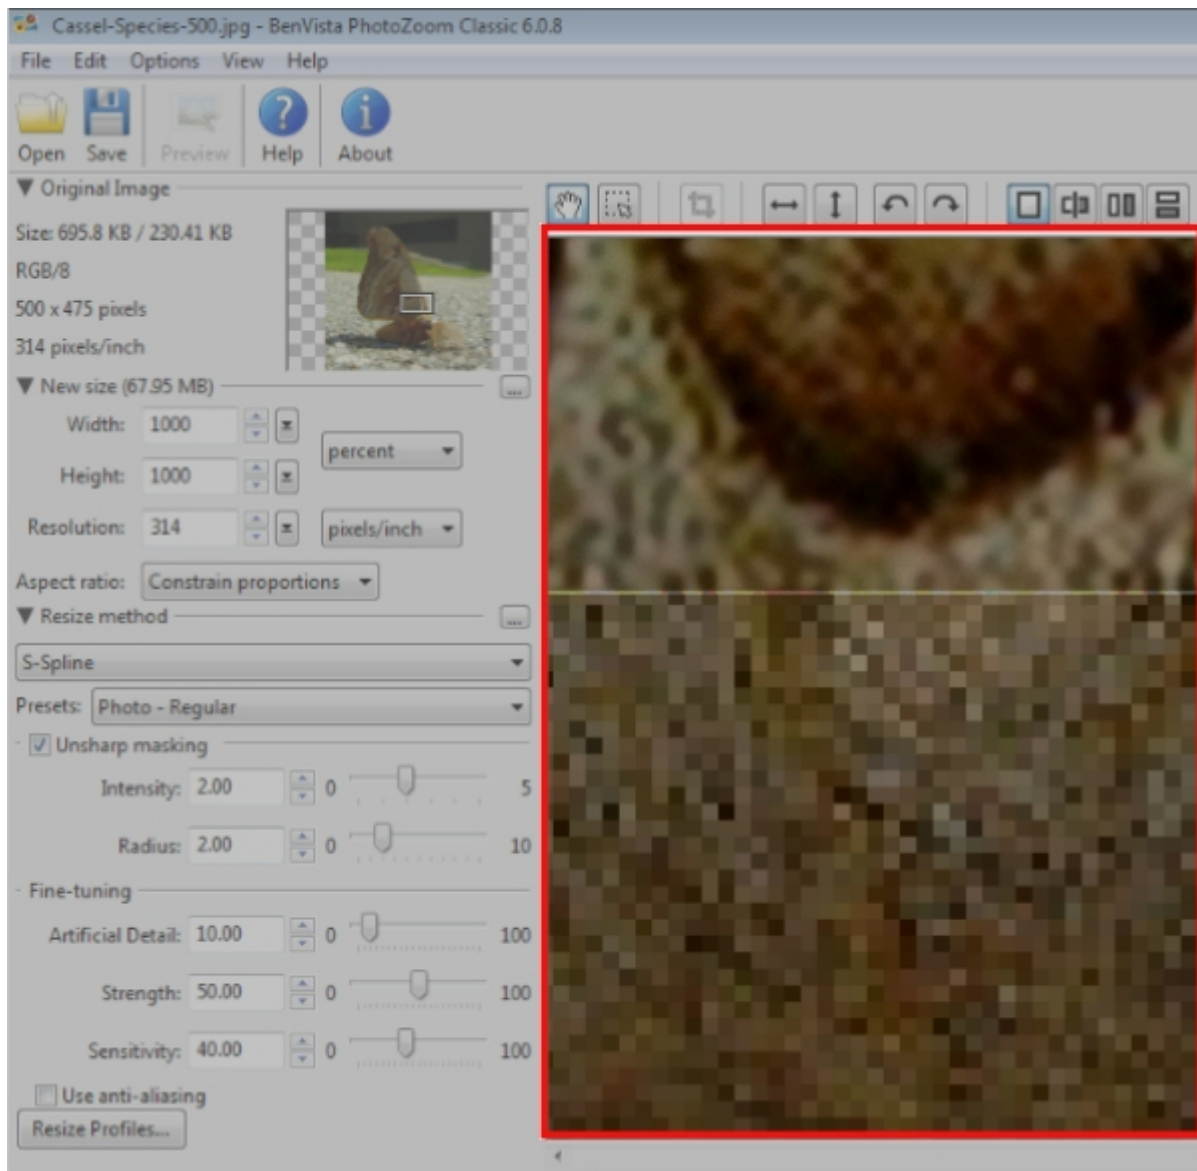 Cassel-Species-500.jpg - BenVista PhotoZoom Classic 6.0.8
File Edit Options View Help
Open Save Preview Help About
Original Image
Size: 695.8 KB / 230.41 KB
RGB/8
500 x 475 pixels
314 pixels/inch
New size (67.95 MB) ...
Width: 1000
percent
Height: 1000
Resolution: 314 pixels/inch
Aspect ratio: Constrain proportions
Resize method ...
S-Spline
Presets: Photo - Regular
Unsharp masking
Intensity: 2.00 0 5
Radius: 2.00 0 10
Fine-tuning
Artificial Detail: 10.00 0 100
Strength: 50.00 0 100
Sensitivity: 40.00 0 100
Use anti-aliasing
Resize Profiles...